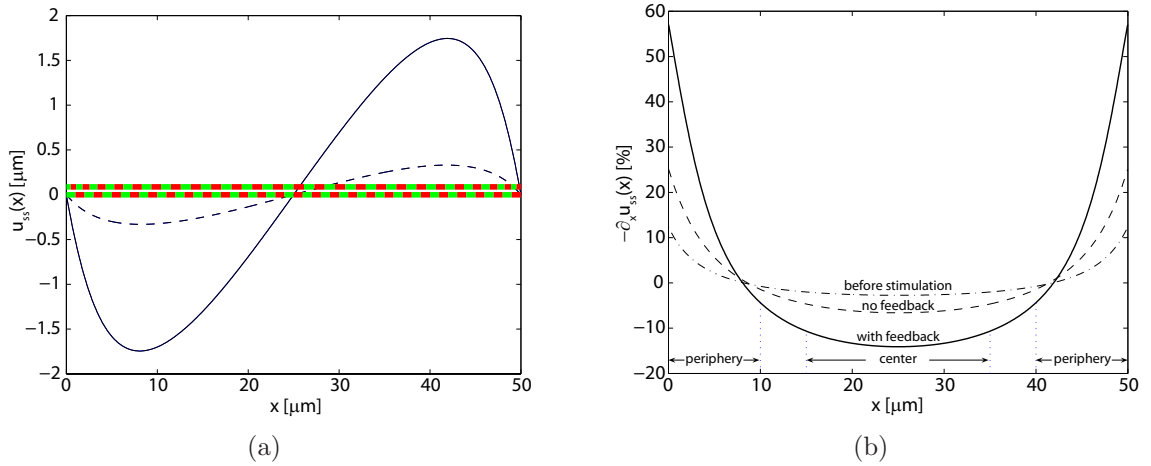 2
1.5
1
0.5
0
−0.5
−1
−1.5
−2
u_ss(x) [μm]
0 10 20 30 40 50
x [μm]
(a)
60
50
40
30
20
10
0
−10
−20
−∂_x u_ss(x) [%]
before stimulation
no feedback
with feedback
periphery center periphery
0 10 20 30 40 50
x [μm]
(b)